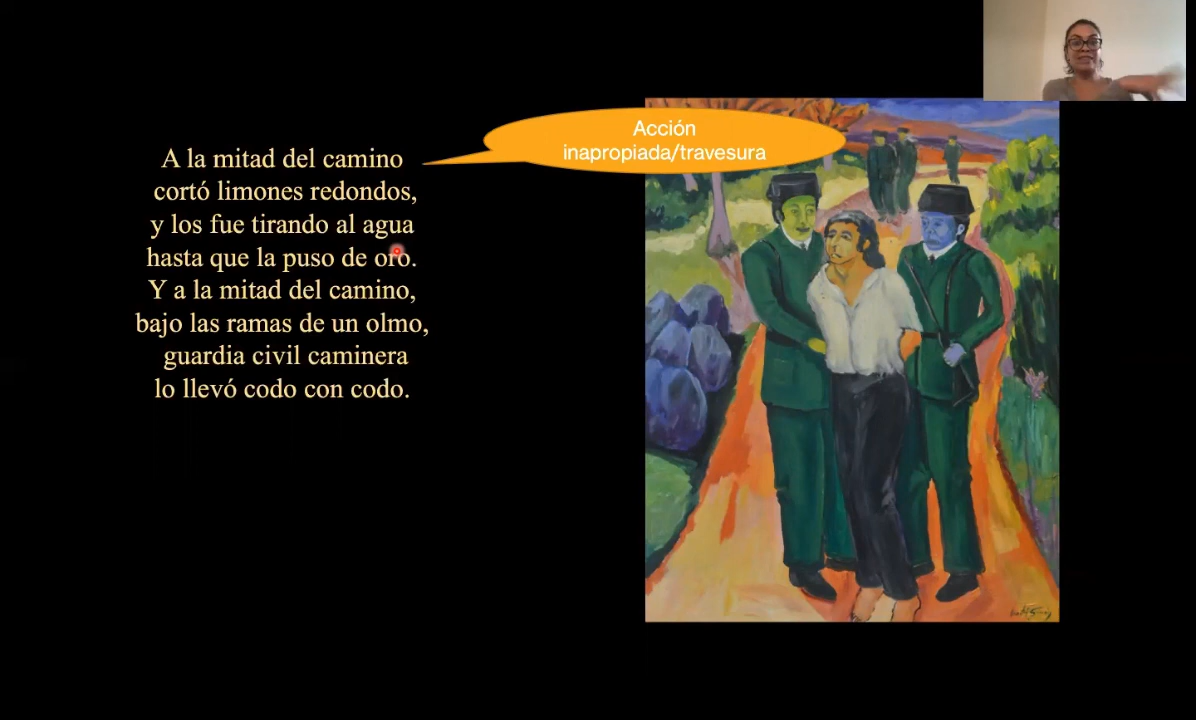 A la mitad del camino
cortó limones redondos,
y los fue tirando al agua
hasta que la puso de oro.
Y a la mitad del camino,
bajo las ramas de un olmo,
guardia civil caminera
lo llevó codo con codo.
Acción
inapropiada/travesura